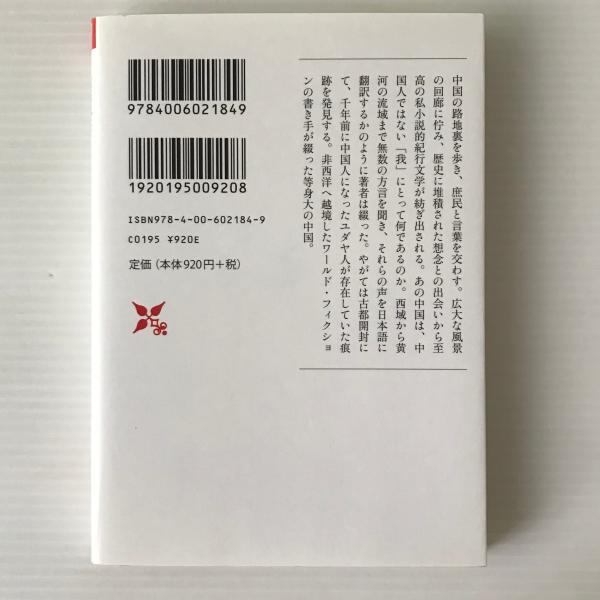 9784006021849
1920195009208
ISBN978-4-00-602184-9
C0195 ¥920E
定価(本体920円+税)
中国の路地裏を歩き、庶民と言葉を交わす。広大な風景
の回廊に佇み、歴史に堆積された想念との出会いから至
高の私小説的紀行文学が紡ぎ出される。あの中国は、中
国人ではない「我」にとって何であるのか。西域から黄
河の流域まで無数の方言を聞き、それらの声を日本語に
翻訳するかのように著者は綴った。やがては古都開封に
て、千年前に中国人になったユダヤ人が存在していた痕
跡を発見する。非西洋へ越境したワールド・フィクショ
ンの書き手が綴った等身大の中国。